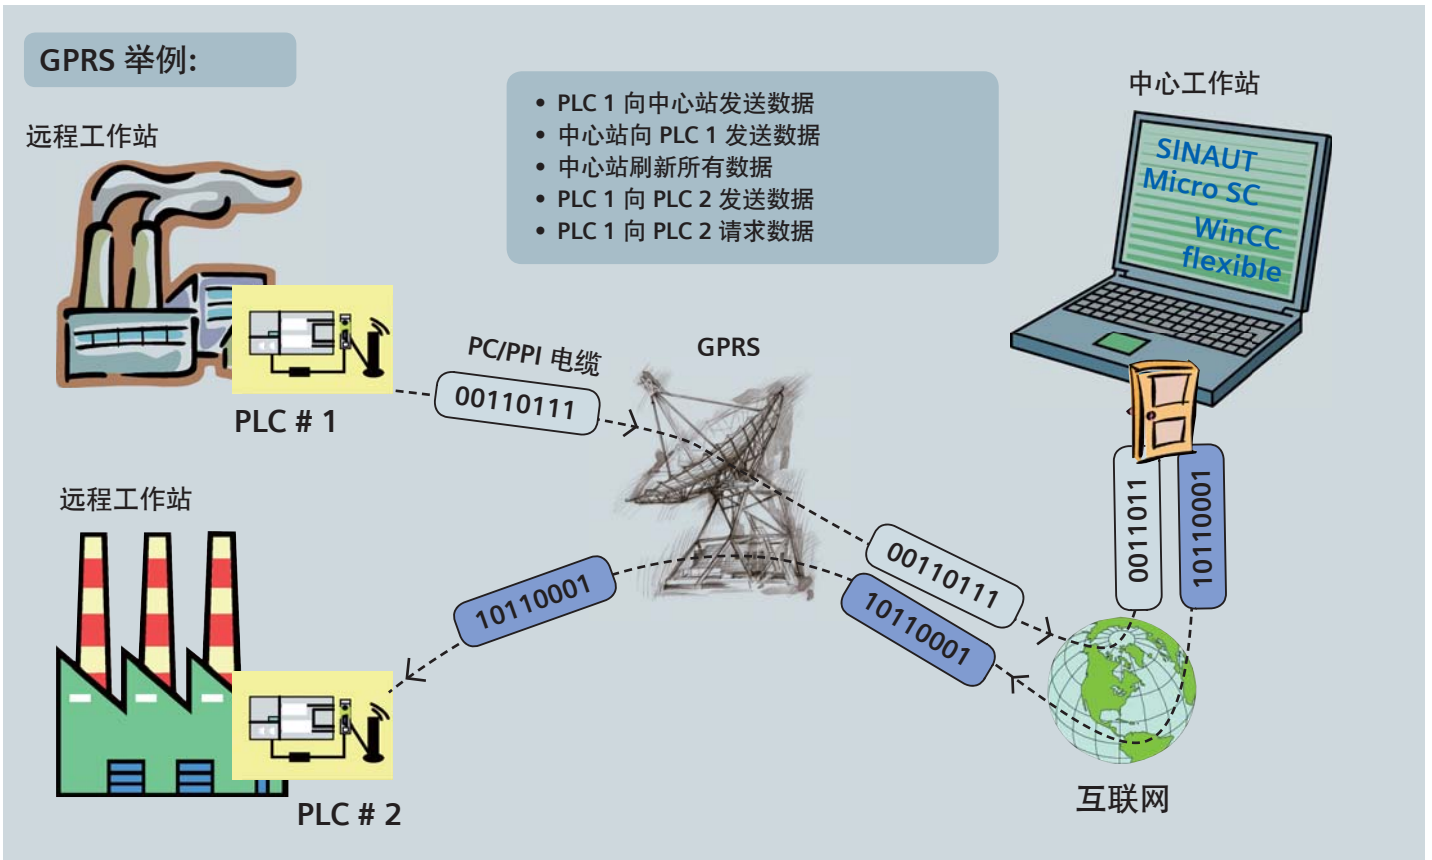 GPRS 举例:
远程工作站
• PLC 1 向中心站发送数据
• 中心站向 PLC 1 发送数据
• 中心站刷新所有数据
• PLC 1 向 PLC 2 发送数据
• PLC 1 向 PLC 2 请求数据
中心工作站
SINAUT
Micro SC
WinCC
flexible
PC/PPI 电缆
00110111
GPRS
PLC # 1
远程工作站
10110001
00110111
10110001
0011011
10110001
PLC # 2
互联网